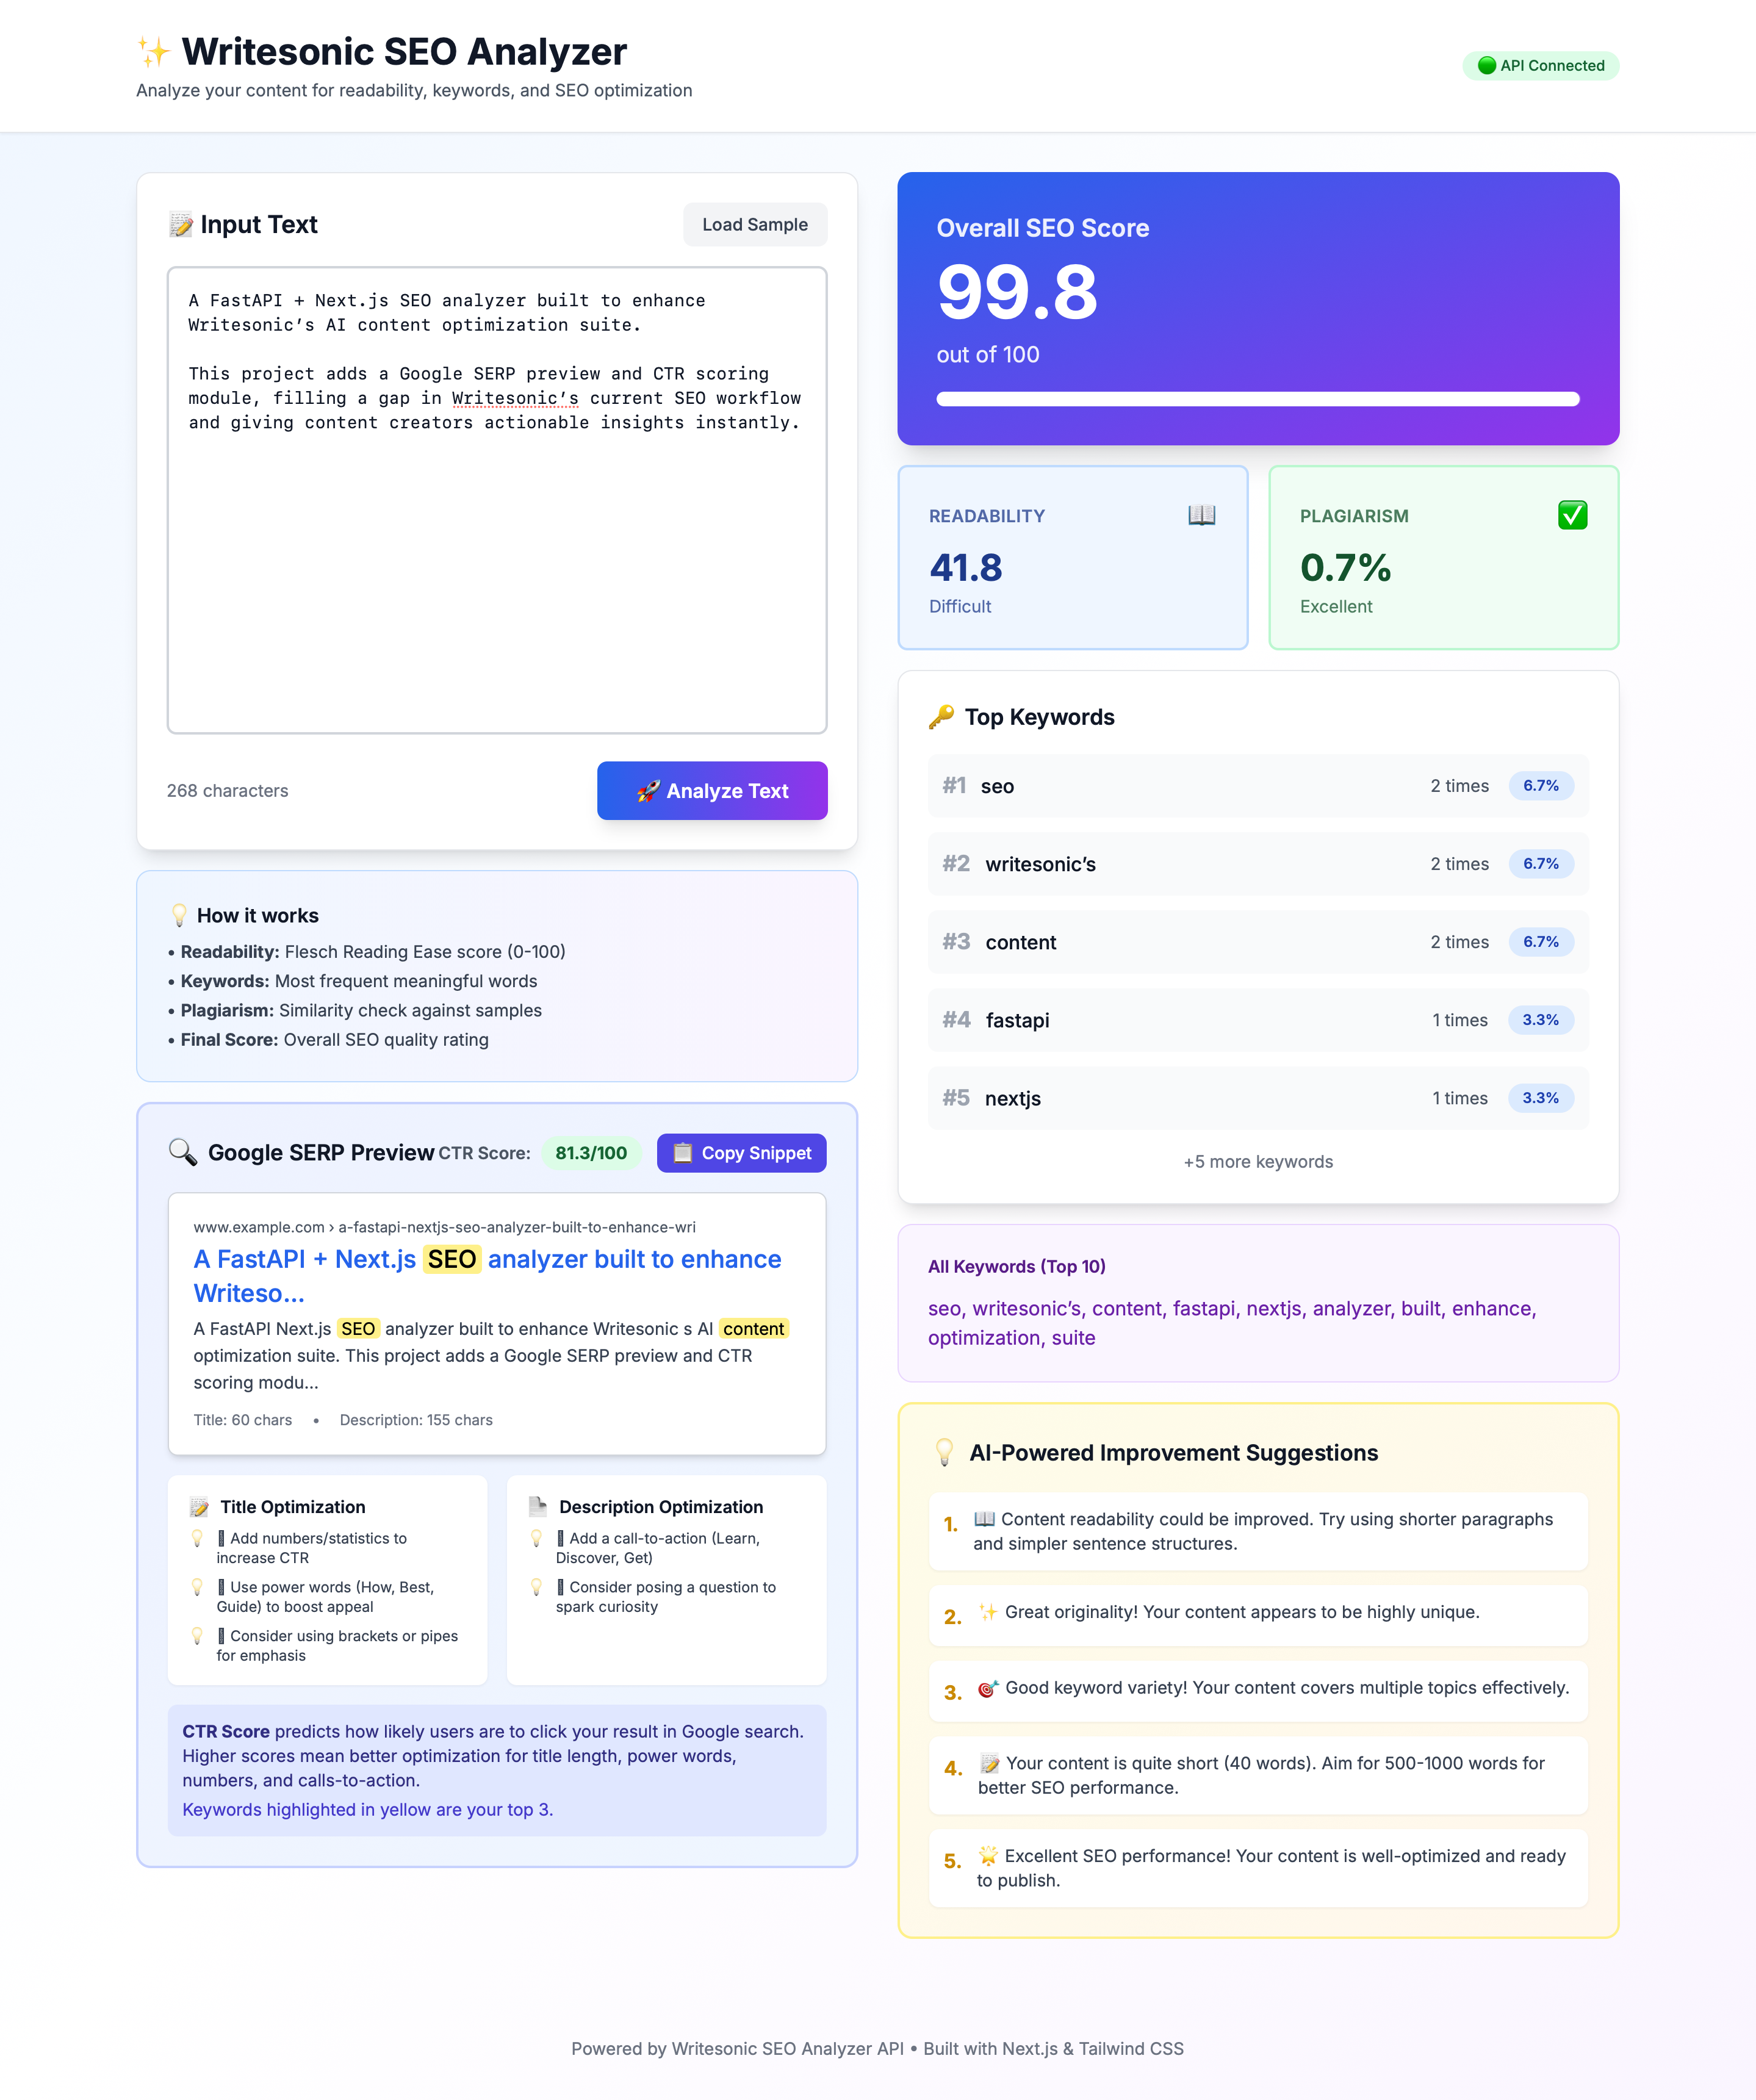 ✨ Writesonic SEO Analyzer
Analyze your content for readability, keywords, and SEO optimization
🟢 API Connected
📝 Input Text
Load Sample
A FastAPI + Next.js SEO analyzer built to enhance
Writesonic’s AI content optimization suite.
This project adds a Google SERP preview and CTR scoring
module, filling a gap in Writesonic’s current SEO workflow
and giving content creators actionable insights instantly.
268 characters
🚀 Analyze Text
💡 How it works
• Readability: Flesch Reading Ease score (0-100)
• Keywords: Most frequent meaningful words
• Plagiarism: Similarity check against samples
• Final Score: Overall SEO quality rating
🔍 Google SERP Preview CTR Score: 81.3/100 📋 Copy Snippet
www.example.com › a-fastapi-nextjs-seo-analyzer-built-to-enhance-wri
A FastAPI + Next.js SEO analyzer built to enhance
Writeso...
A FastAPI Next.js SEO analyzer built to enhance Writesonic s AI content
optimization suite. This project adds a Google SERP preview and CTR
scoring modu...
Title: 60 chars • Description: 155 chars
📝 Title Optimization
💡 Add numbers/statistics to
increase CTR
💡 Use power words (How, Best,
Guide) to boost appeal
💡 Consider using brackets or pipes
for emphasis
📄 Description Optimization
💡 Add a call-to-action (Learn,
Discover, Get)
💡 Consider posing a question to
spark curiosity
CTR Score predicts how likely users are to click your result in Google search.
Higher scores mean better optimization for title length, power words,
numbers, and calls-to-action.
Keywords highlighted in yellow are your top 3.
Overall SEO Score
99.8
out of 100
READABILITY 📖
41.8
Difficult
PLAGIARISM ✅
0.7%
Excellent
🔑 Top Keywords
#1 seo 2 times 6.7%
#2 writesonic’s 2 times 6.7%
#3 content 2 times 6.7%
#4 fastapi 1 times 3.3%
#5 nextjs 1 times 3.3%
+5 more keywords
All Keywords (Top 10)
seo, writesonic’s, content, fastapi, nextjs, analyzer, built, enhance,
optimization, suite
💡 AI-Powered Improvement Suggestions
1. 📖 Content readability could be improved. Try using shorter paragraphs
and simpler sentence structures.
2. ✨ Great originality! Your content appears to be highly unique.
3. 🎯 Good keyword variety! Your content covers multiple topics effectively.
4. 📝 Your content is quite short (40 words). Aim for 500-1000 words for
better SEO performance.
5. 🌟 Excellent SEO performance! Your content is well-optimized and ready
to publish.
Powered by Writesonic SEO Analyzer API • Built with Next.js & Tailwind CSS